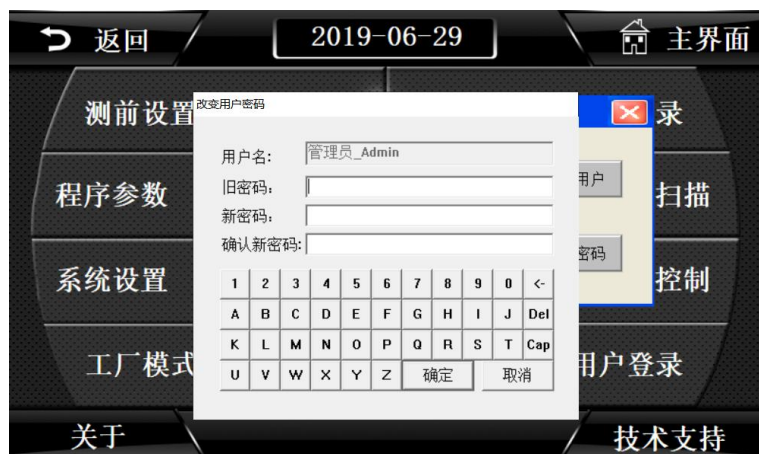 返回
2019-06-29
主界面
测前设置
录
改变用户密码
用户名:
管理员_Admin
旧密码:
用户
程序参数
扫描
新密码:
确认新密码:
密码
系统设置
控制
1 2 3 4 5 6 7 8 9 0 <-
A B C D E F G H I J Del
K L M N O P Q R S T Cap
U V W X Y Z 确定 取消
工厂模式
用户登录
关于
技术支持